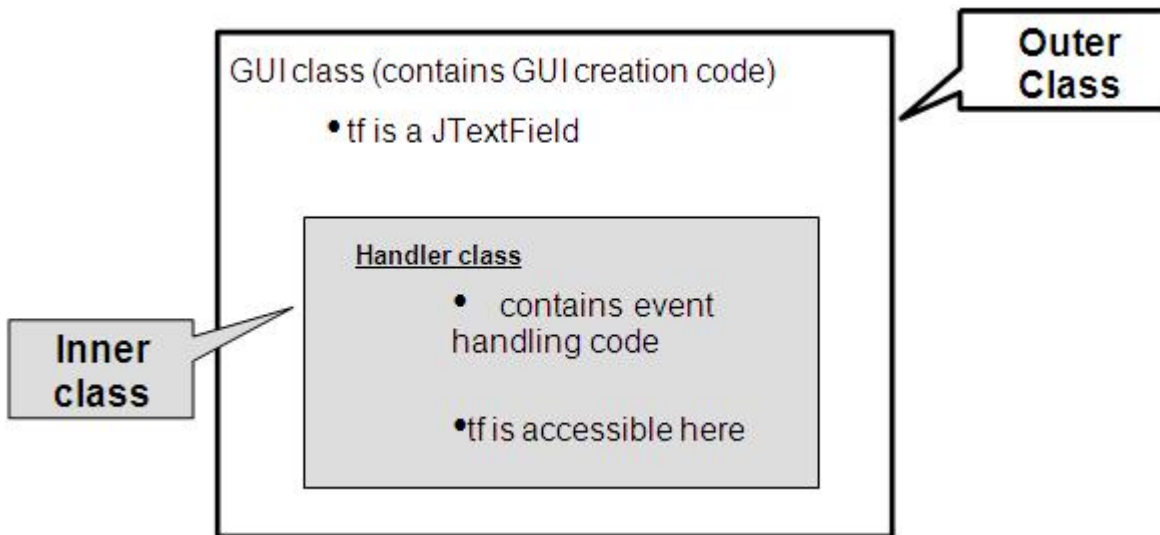 Outer
Class
GUI class (contains GUI creation code)
• tf is a JTextField
Handler class
• contains event
handling code
•tf is accessible here
Inner
class